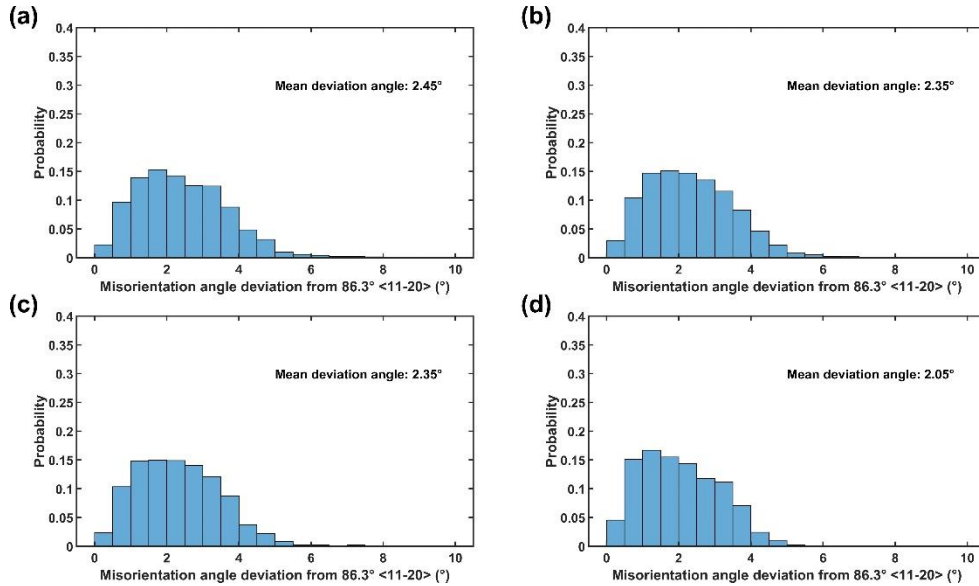 (a)
0.4
0.35
0.3
0.25
0.2
0.15
0.1
0.05
0
Probability
Mean deviation angle: 2.45°
0 2 4 6 8 10
Misorientation angle deviation from 86.3° <11-20> (°)
(b)
0.4
0.35
0.3
0.25
0.2
0.15
0.1
0.05
0
Probability
Mean deviation angle: 2.35°
0 2 4 6 8 10
Misorientation angle deviation from 86.3° <11-20> (°)
(c)
0.4
0.35
0.3
0.25
0.2
0.15
0.1
0.05
0
Probability
Mean deviation angle: 2.35°
0 2 4 6 8 10
Misorientation angle deviation from 86.3° <11-20> (°)
(d)
0.4
0.35
0.3
0.25
0.2
0.15
0.1
0.05
0
Probability
Mean deviation angle: 2.05°
0 2 4 6 8 10
Misorientation angle deviation from 86.3° <11-20> (°)